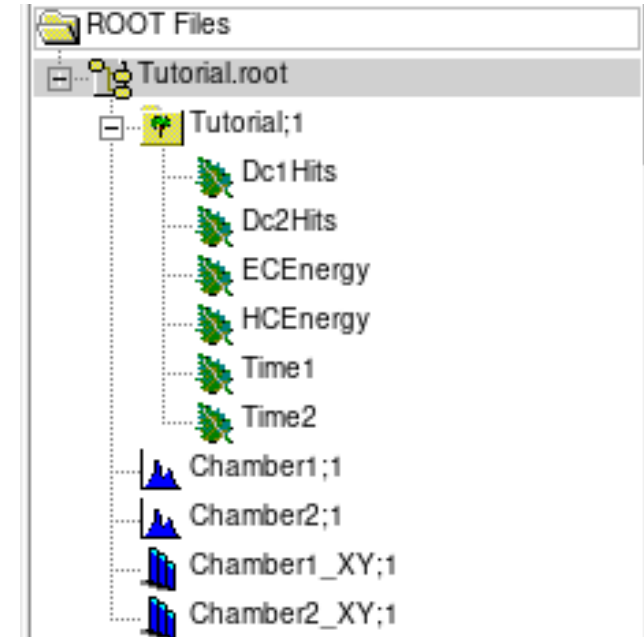 ROOT Files
Tutorial.root
Tutorial;1
Dc1Hits
Dc2Hits
ECEnergy
HCEnergy
Time1
Time2
Chamber1;1
Chamber2;1
Chamber1_XY;1
Chamber2_XY;1